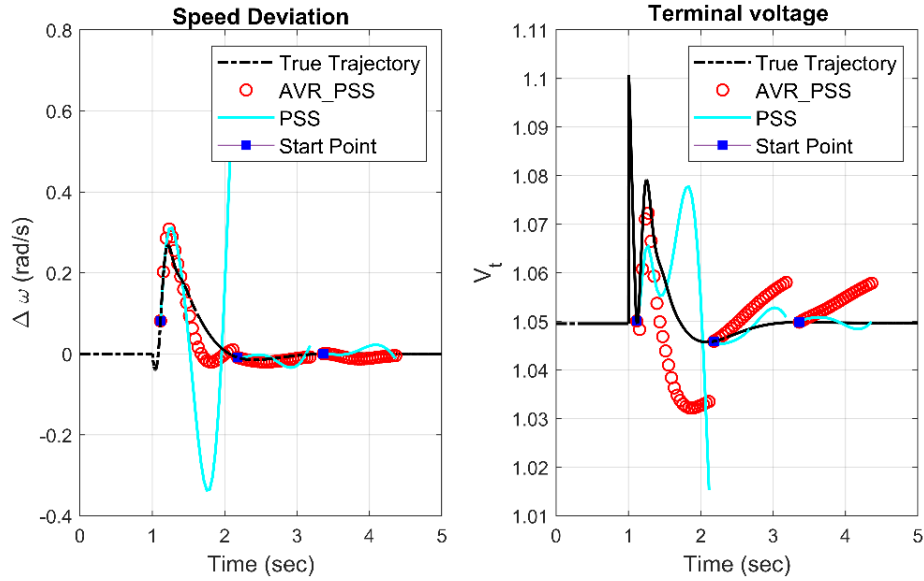 Speed Deviation
0.8
0.6
0.4
0.2
0
-0.2
-0.4
Δ ω (rad/s)
True Trajectory
AVR_PSS
PSS
Start Point
0 1 2 3 4 5
Time (sec)
Terminal voltage
1.11
1.1
1.09
1.08
1.07
1.06
1.05
1.04
1.03
1.02
1.01
V_t
True Trajectory
AVR_PSS
PSS
Start Point
0 1 2 3 4 5
Time (sec)